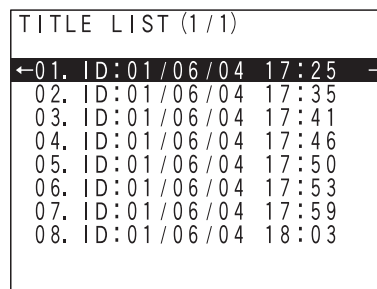 TITLE LIST(1/1)
←01. ID:01/06/04 17:25 –
02. ID:01/06/04 17:35
03. ID:01/06/04 17:41
04. ID:01/06/04 17:46
05. ID:01/06/04 17:50
06. ID:01/06/04 17:53
07. ID:01/06/04 17:59
08. ID:01/06/04 18:03